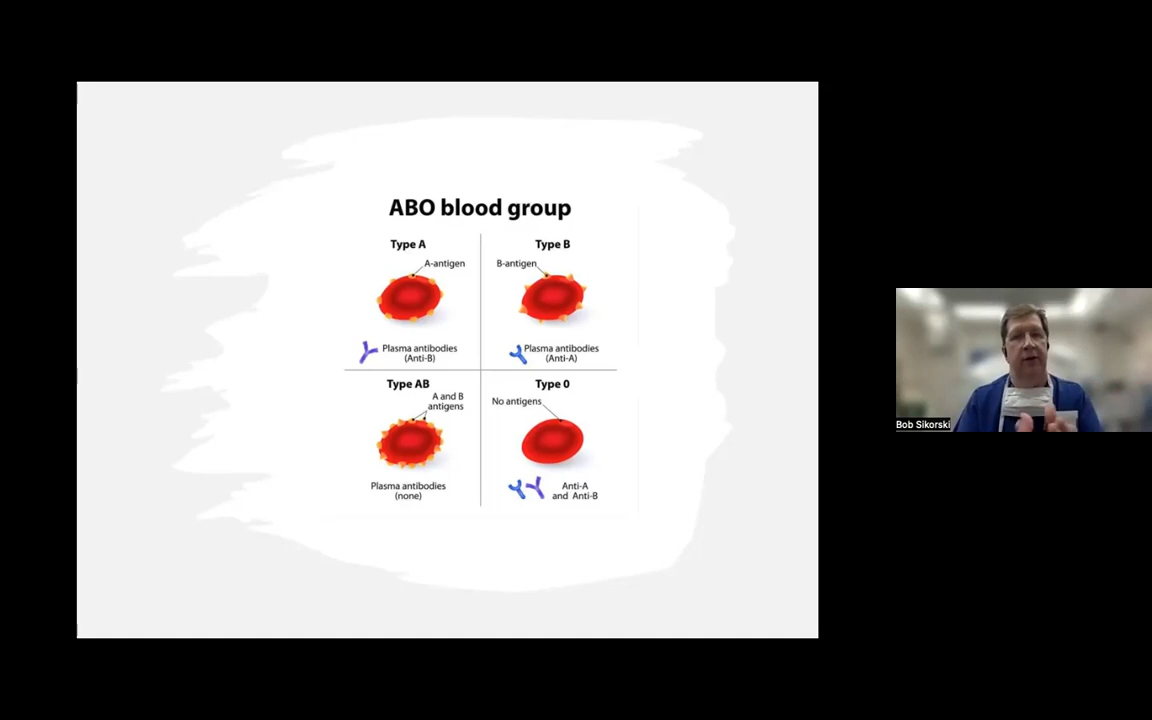 ABO blood group
Type A
A-antigen
Plasma antibodies
(Anti-B)
Type B
B-antigen
Plasma antibodies
(Anti-A)
Type AB
A and B
antigens
Plasma antibodies
(none)
Type 0
No antigens
Anti-A
and Anti-B
Bob Sikorski